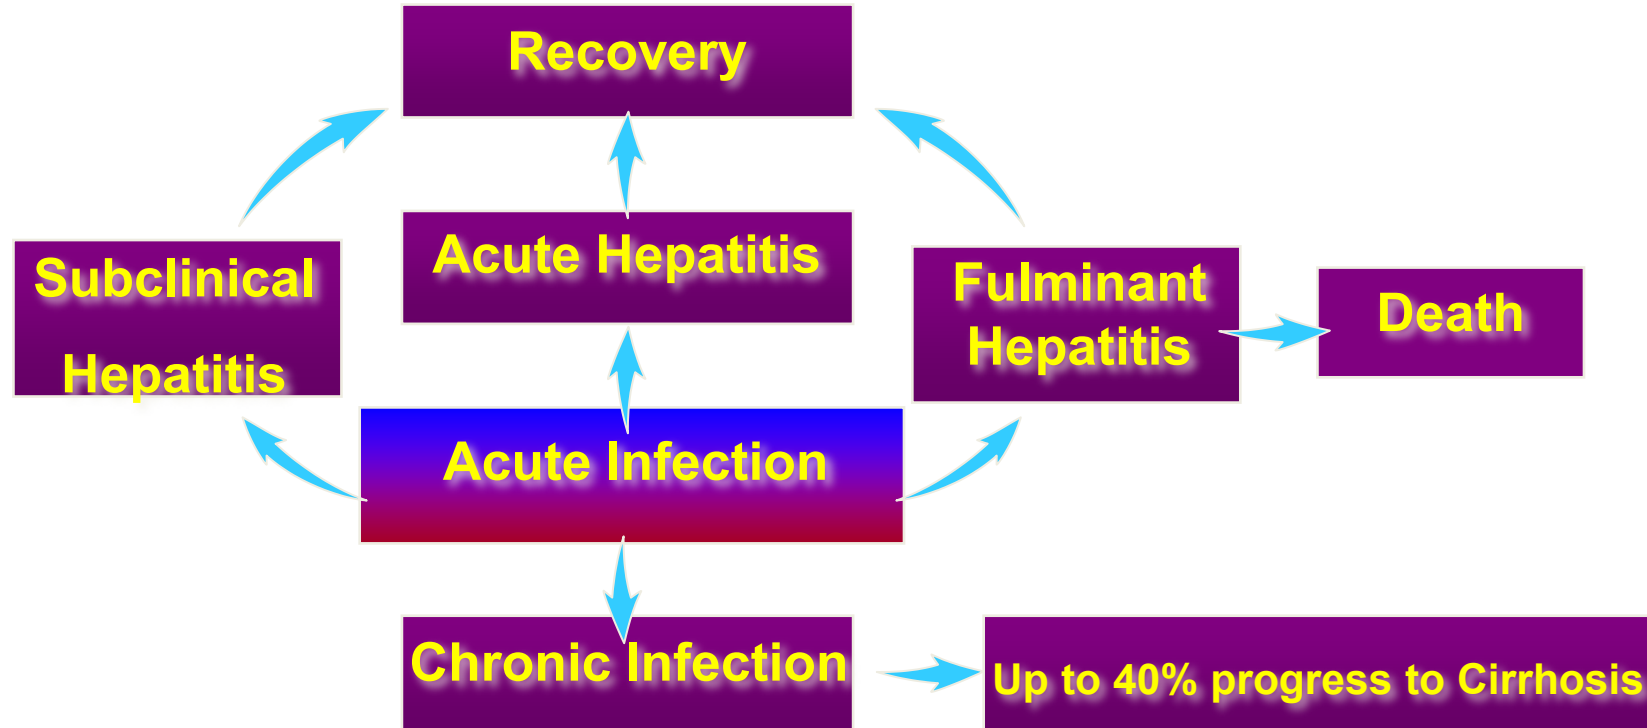 Recovery
Acute Hepatitis
Subclinical
Hepatitis
Fulminant
Hepatitis
Death
Acute Infection
Chronic Infection
Up to 40% progress to Cirrhosis